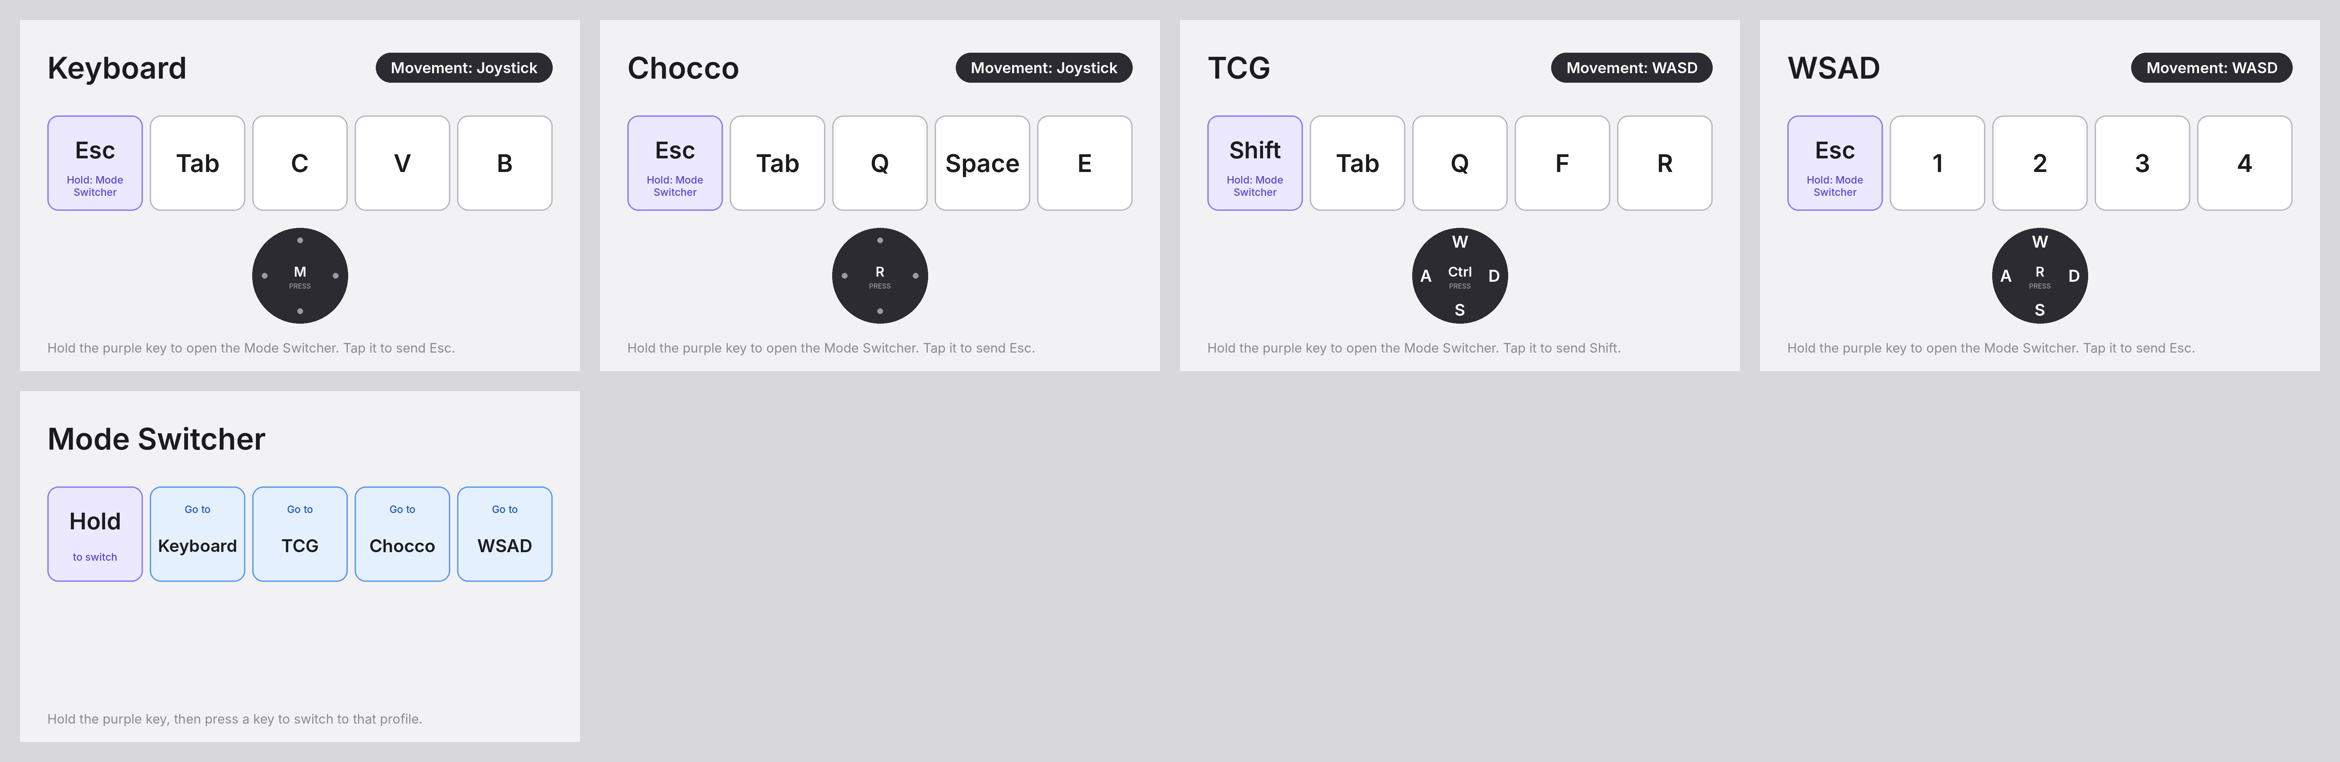 Keyboard
Movement: Joystick
Esc
Hold: Mode
Switcher
Tab
C
V
B
M
PRESS
Hold the purple key to open the Mode Switcher. Tap it to send Esc.
Chocco
Movement: Joystick
Esc
Hold: Mode
Switcher
Tab
Q
Space
E
R
PRESS
Hold the purple key to open the Mode Switcher. Tap it to send Esc.
TCG
Movement: WASD
Shift
Hold: Mode
Switcher
Tab
Q
F
R
W
A
Ctrl
D
PRESS
S
Hold the purple key to open the Mode Switcher. Tap it to send Shift.
WSAD
Movement: WASD
Esc
Hold: Mode
Switcher
1
2
3
4
W
A
R
D
PRESS
S
Hold the purple key to open the Mode Switcher. Tap it to send Esc.
Mode Switcher
Hold
to switch
Go to
Keyboard
Go to
TCG
Go to
Chocco
Go to
WSAD
Hold the purple key, then press a key to switch to that profile.